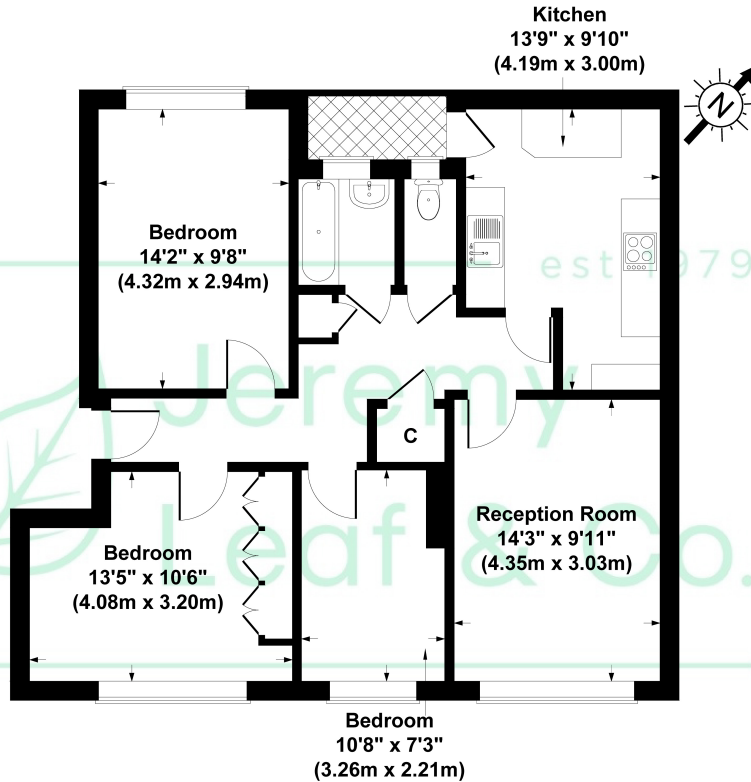 Kitchen
13'9" x 9'10"
(4.19m x 3.00m)
N
Bedroom
14'2" x 9'8"
(4.32m x 2.94m)
est 1979
Jeremy
Leaf & Co.
C
Reception Room
14'3" x 9'11"
(4.35m x 3.03m)
Bedroom
13'5" x 10'6"
(4.08m x 3.20m)
Bedroom
10'8" x 7'3"
(3.26m x 2.21m)